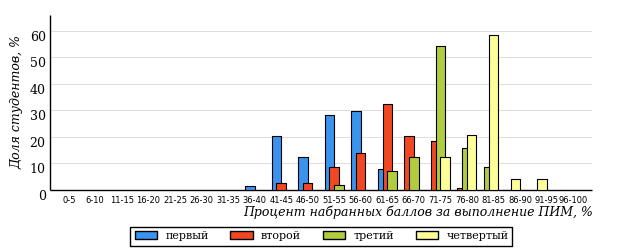 Доля студентов, %
60
50
40
30
20
10
0
0-5 6-10 11-15 16-20 21-25 26-30 31-35 36-40 41-45 46-50 51-55 56-60 61-65 66-70 71-75 76-80 81-85 86-90 91-95 96-100
Процент набранных баллов за выполнение ПИМ, %
первый второй третий четвертый